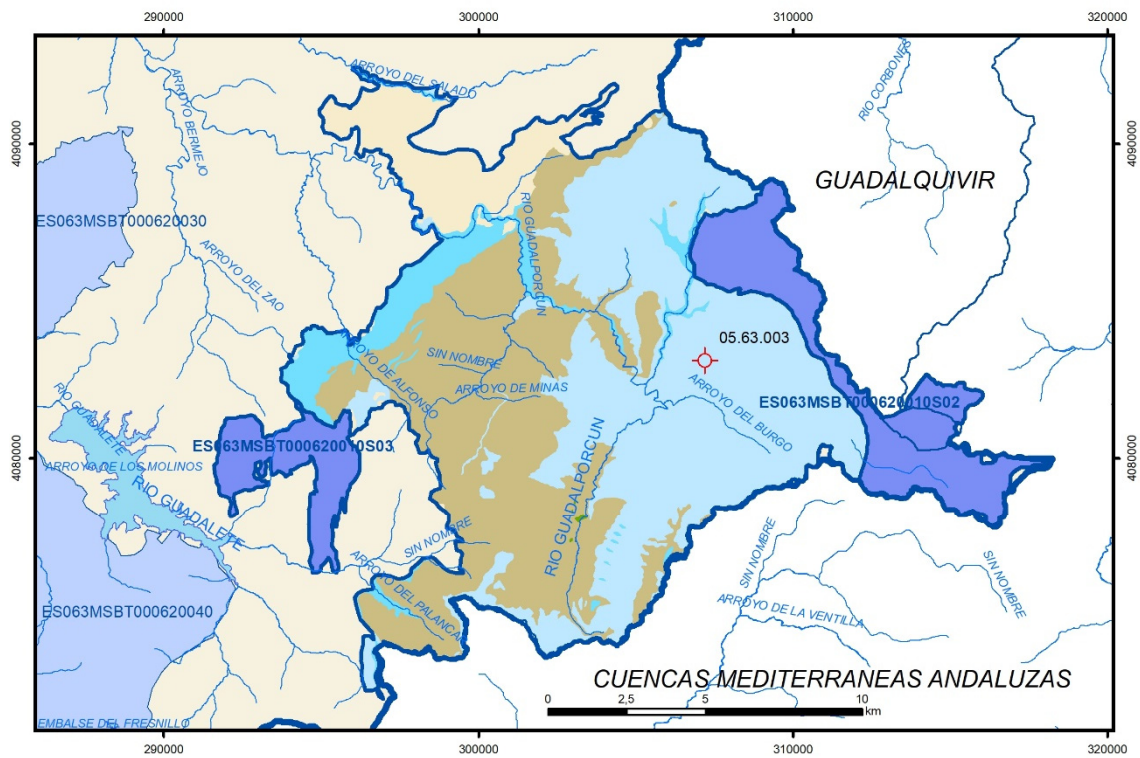 290000
300000
310000
320000
ARROYO DEL SALADO
RIO CORBONES
ARROYO BERMEJO
4090000
4090000
GUADALQUIVIR
ES063MSBT000620030
RIO GUADALPORCUN
ARROYO DEL ZAO
05.63.003
SIN NOMBRE
ARROYO DE ALFONSO
ARROYO DE MINAS
ARROYO DEL BURGO
ES063MSBT000620010S02
RIO GUADALETE
ES063MSBT000620010S03
4080000
4080000
ARROYO DE LOS MOLINOS
RIO GUADALPORCUN
RIO GUADALETE
SIN NOMBRE
SIN NOMBRE
SIN NOMBRE
ARROYO DEL PALANCAR
ES063MSBT000620040
ARROYO DE LA VENTILLA
CUENCAS MEDITERRANEAS ANDALUZAS
0 2,5 5 10
km
EMBALSE DEL FRESNILLO
290000
300000
310000
320000